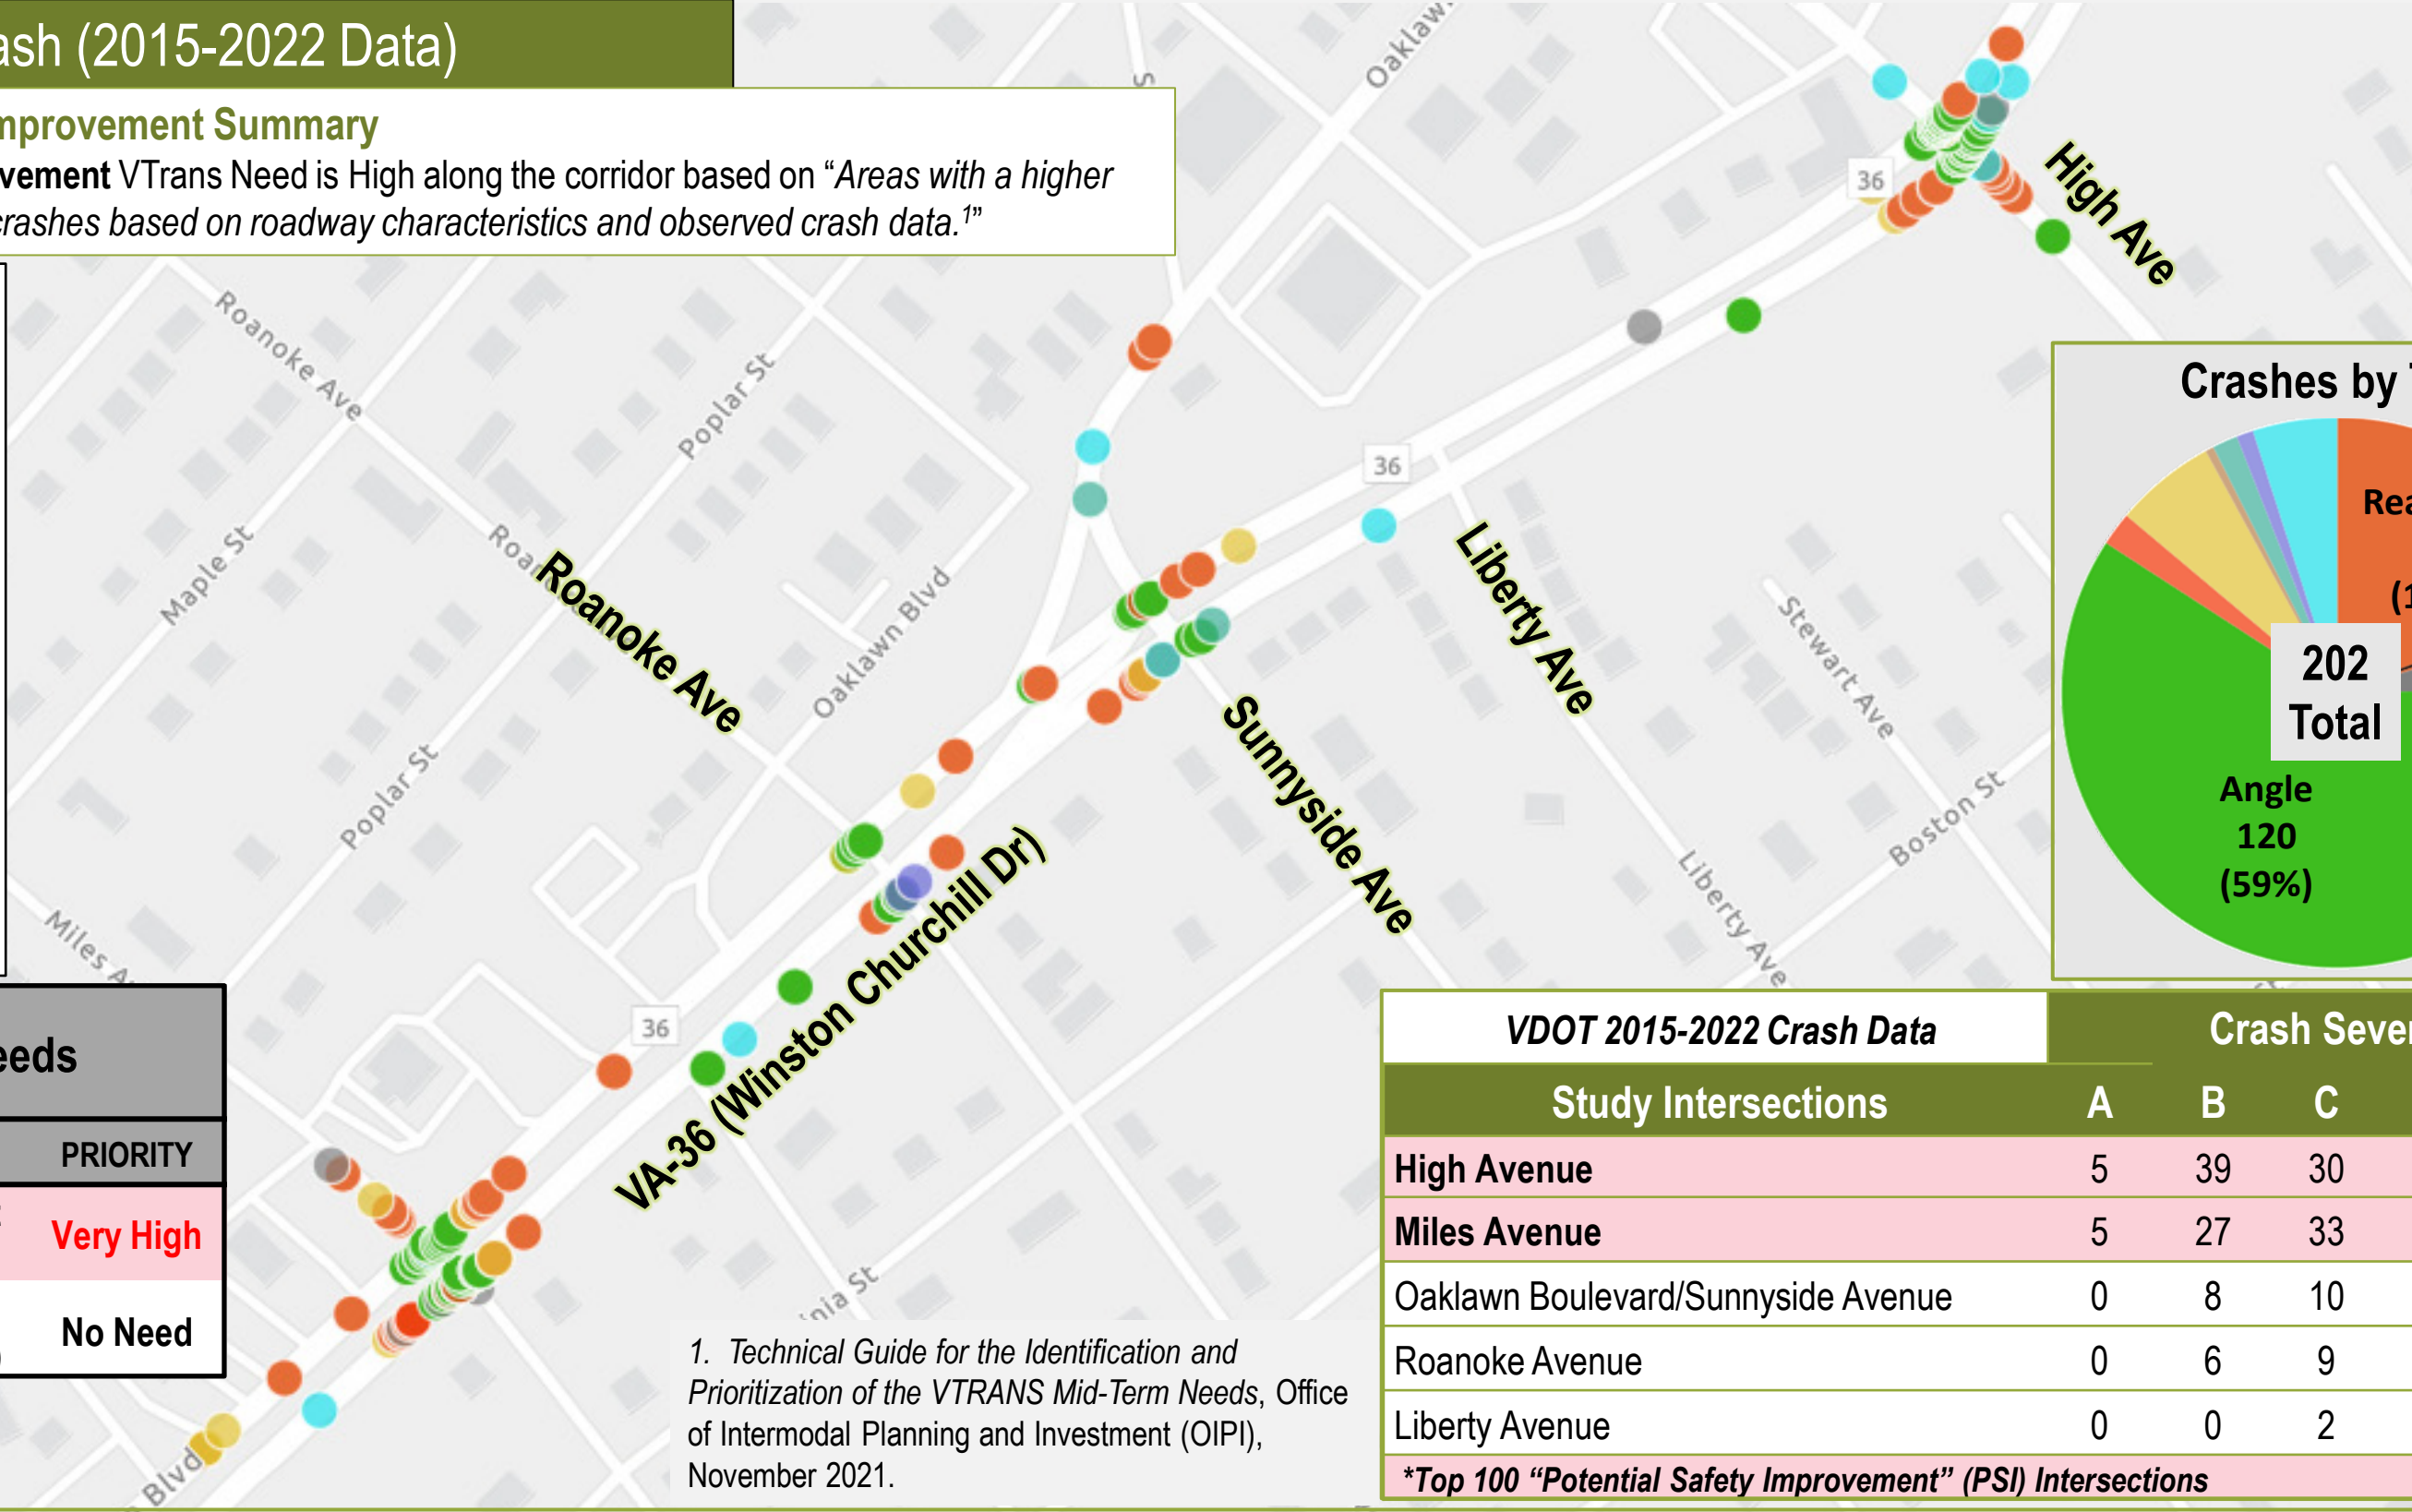 ash (2015-2022 Data)
mprovement Summary
vement VTrans Need is High along the corridor based on “Areas with a higher
crashes based on roadway characteristics and observed crash data.1”
Oaklawn
S
36
High Ave
Roanoke Ave
Poplar St
Maple St
Roanoke Ave
Oaklawn Blvd
36
Liberty Ave
Stewart Ave
Sunnyside Ave
Boston St
Liberty Ave
Poplar St
Miles A
36
VA-36 (Winston Churchill Dr)
inia St
Blvd
Crashes by
Rea
(1
202
Total
Angle
120
(59%)
eeds
PRIORITY
Very High
No Need
1. Technical Guide for the Identification and
Prioritization of the VTRANS Mid-Term Needs, Office
of Intermodal Planning and Investment (OIPI),
November 2021.
VDOT 2015-2022 Crash Data Crash Sever
Study Intersections A B C
High Avenue 5 39 30
Miles Avenue 5 27 33
Oaklawn Boulevard/Sunnyside Avenue 0 8 10
Roanoke Avenue 0 6 9
Liberty Avenue 0 0 2
*Top 100 “Potential Safety Improvement” (PSI) Intersections